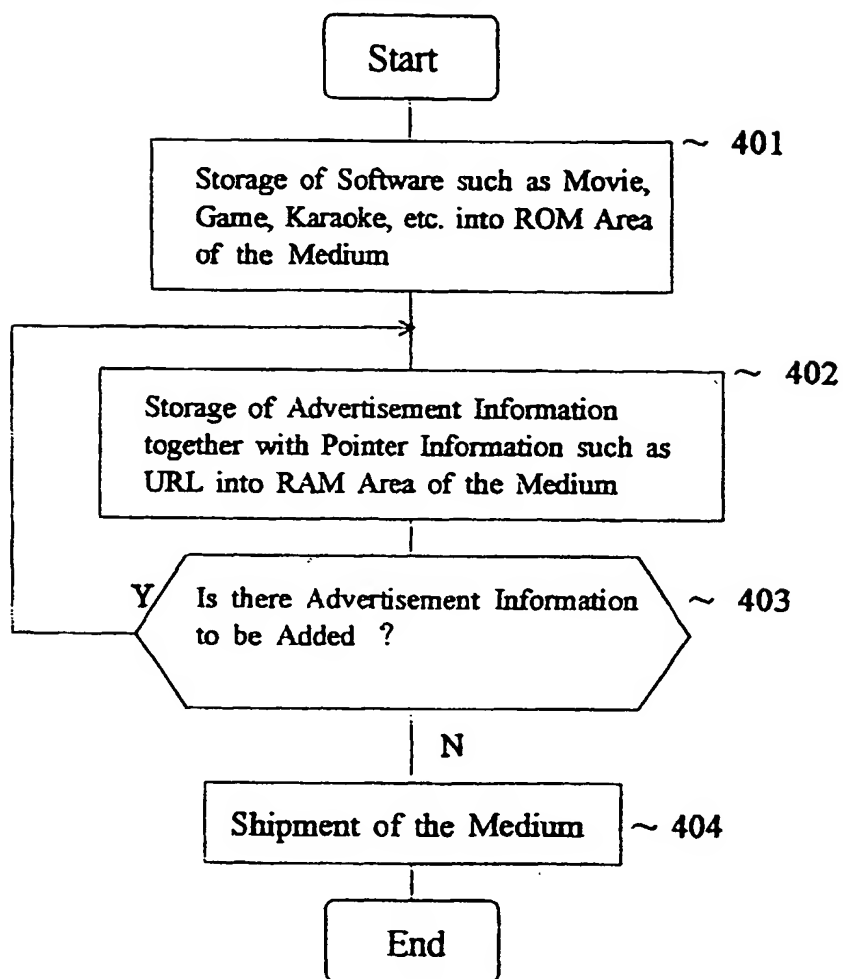 Start
~ 401
Storage of Software such as Movie,
Game, Karaoke, etc. into ROM Area
of the Medium
~ 402
Storage of Advertisement Information
together with Pointer Information such as
URL into RAM Area of the Medium
Y
Is there Advertisement Information
to be Added ?
~ 403
N
Shipment of the Medium
~ 404
End